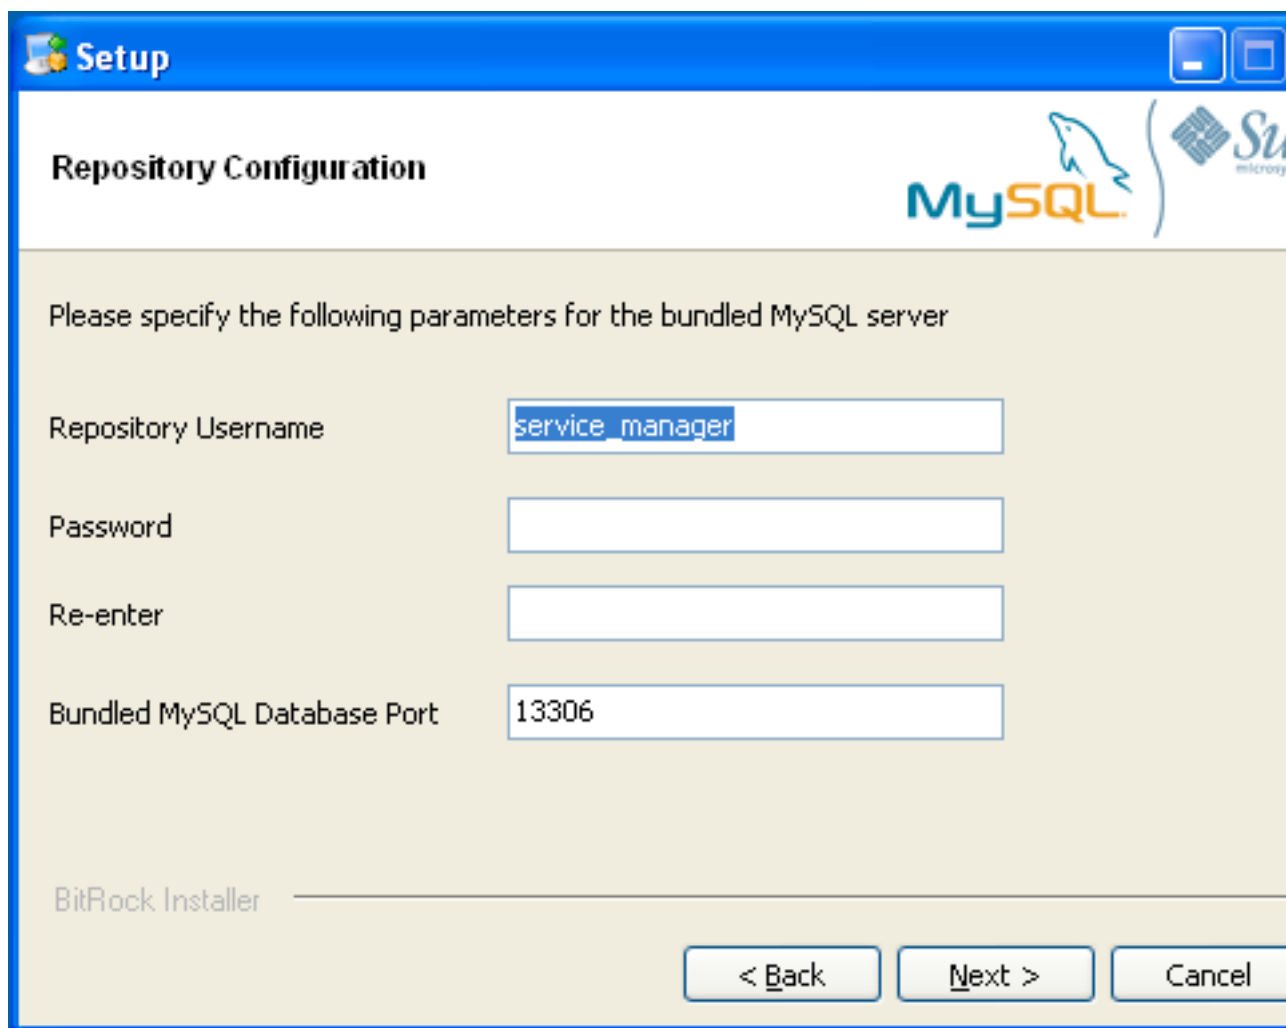 Setup
Repository Configuration
MySQL
Please specify the following parameters for the bundled MySQL server
Repository Username
service_manager
Password
Re-enter
Bundled MySQL Database Port
13306
BitRock Installer
< Back
Next >
Cancel